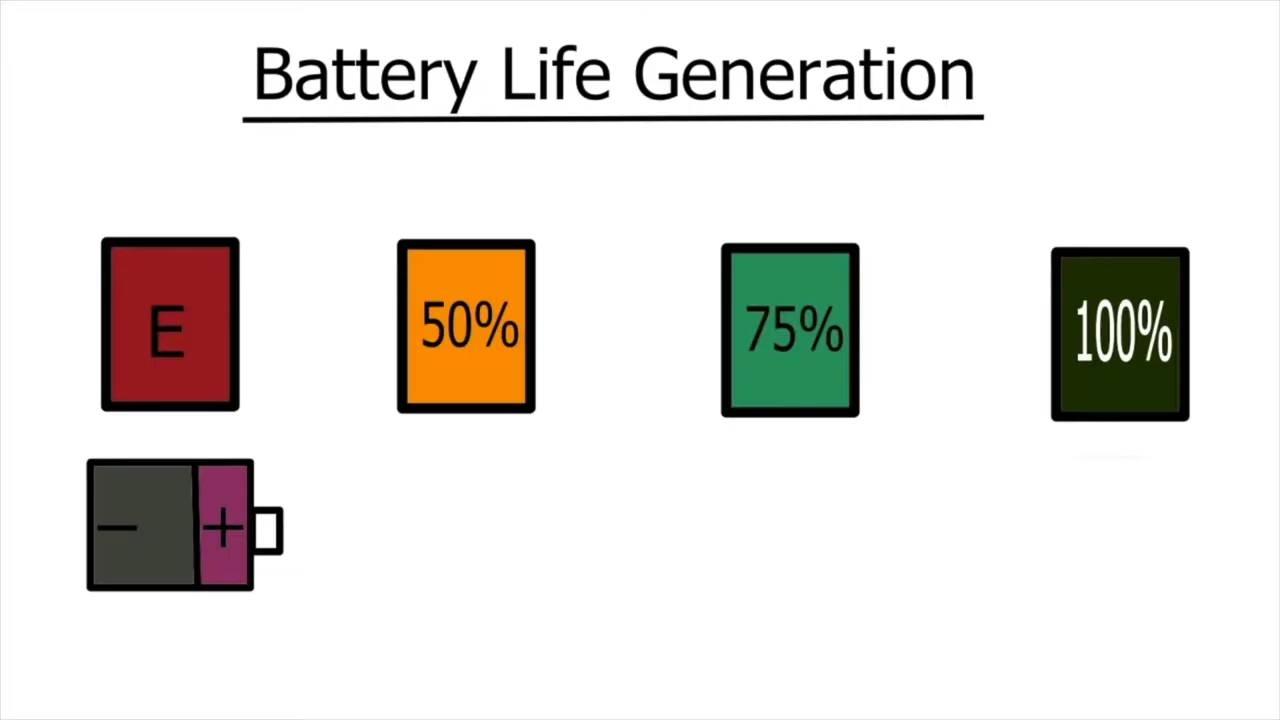 Battery Life Generation
E
50%
75%
100%
− +